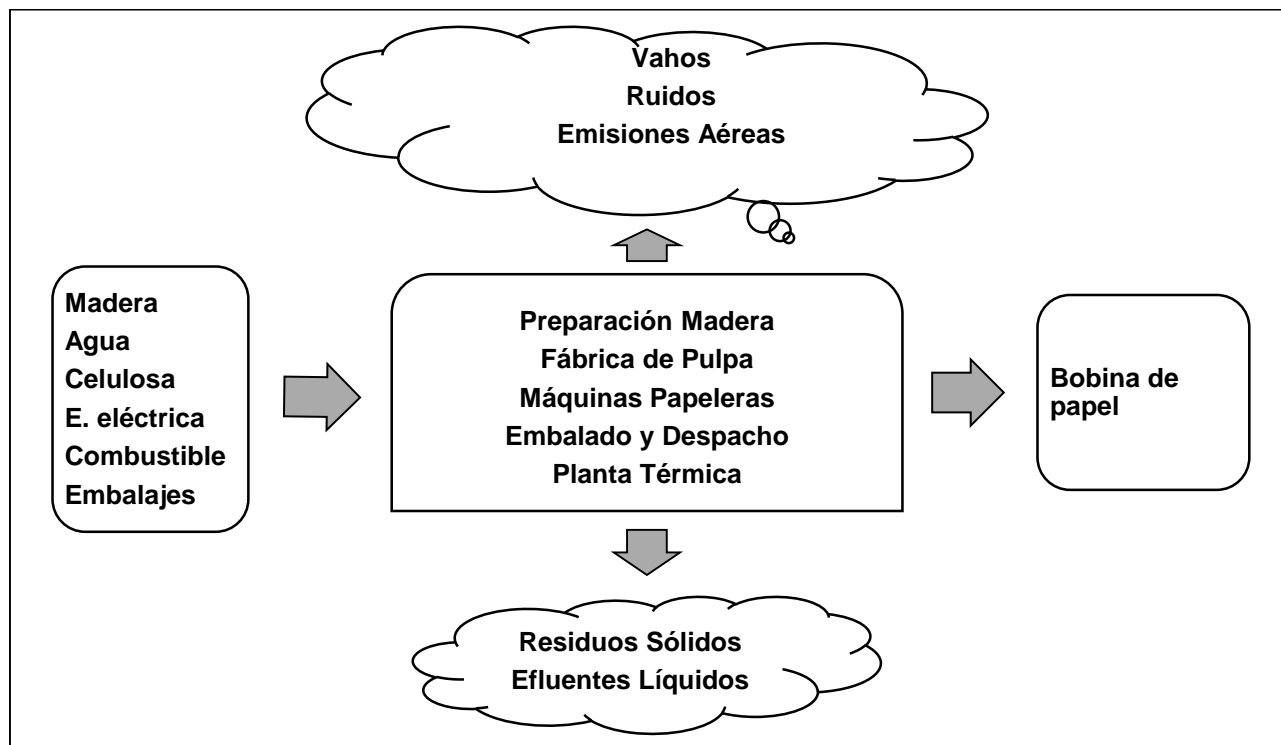 Vahos
Ruidos
Emisiones Aéreas
Madera
Agua
Celulosa
E. eléctrica
Combustible
Embalajes
Preparación Madera
Fábrica de Pulpa
Máquinas Papeleras
Embalado y Despacho
Planta Térmica
Bobina de
papel
Residuos Sólidos
Efluentes Líquidos